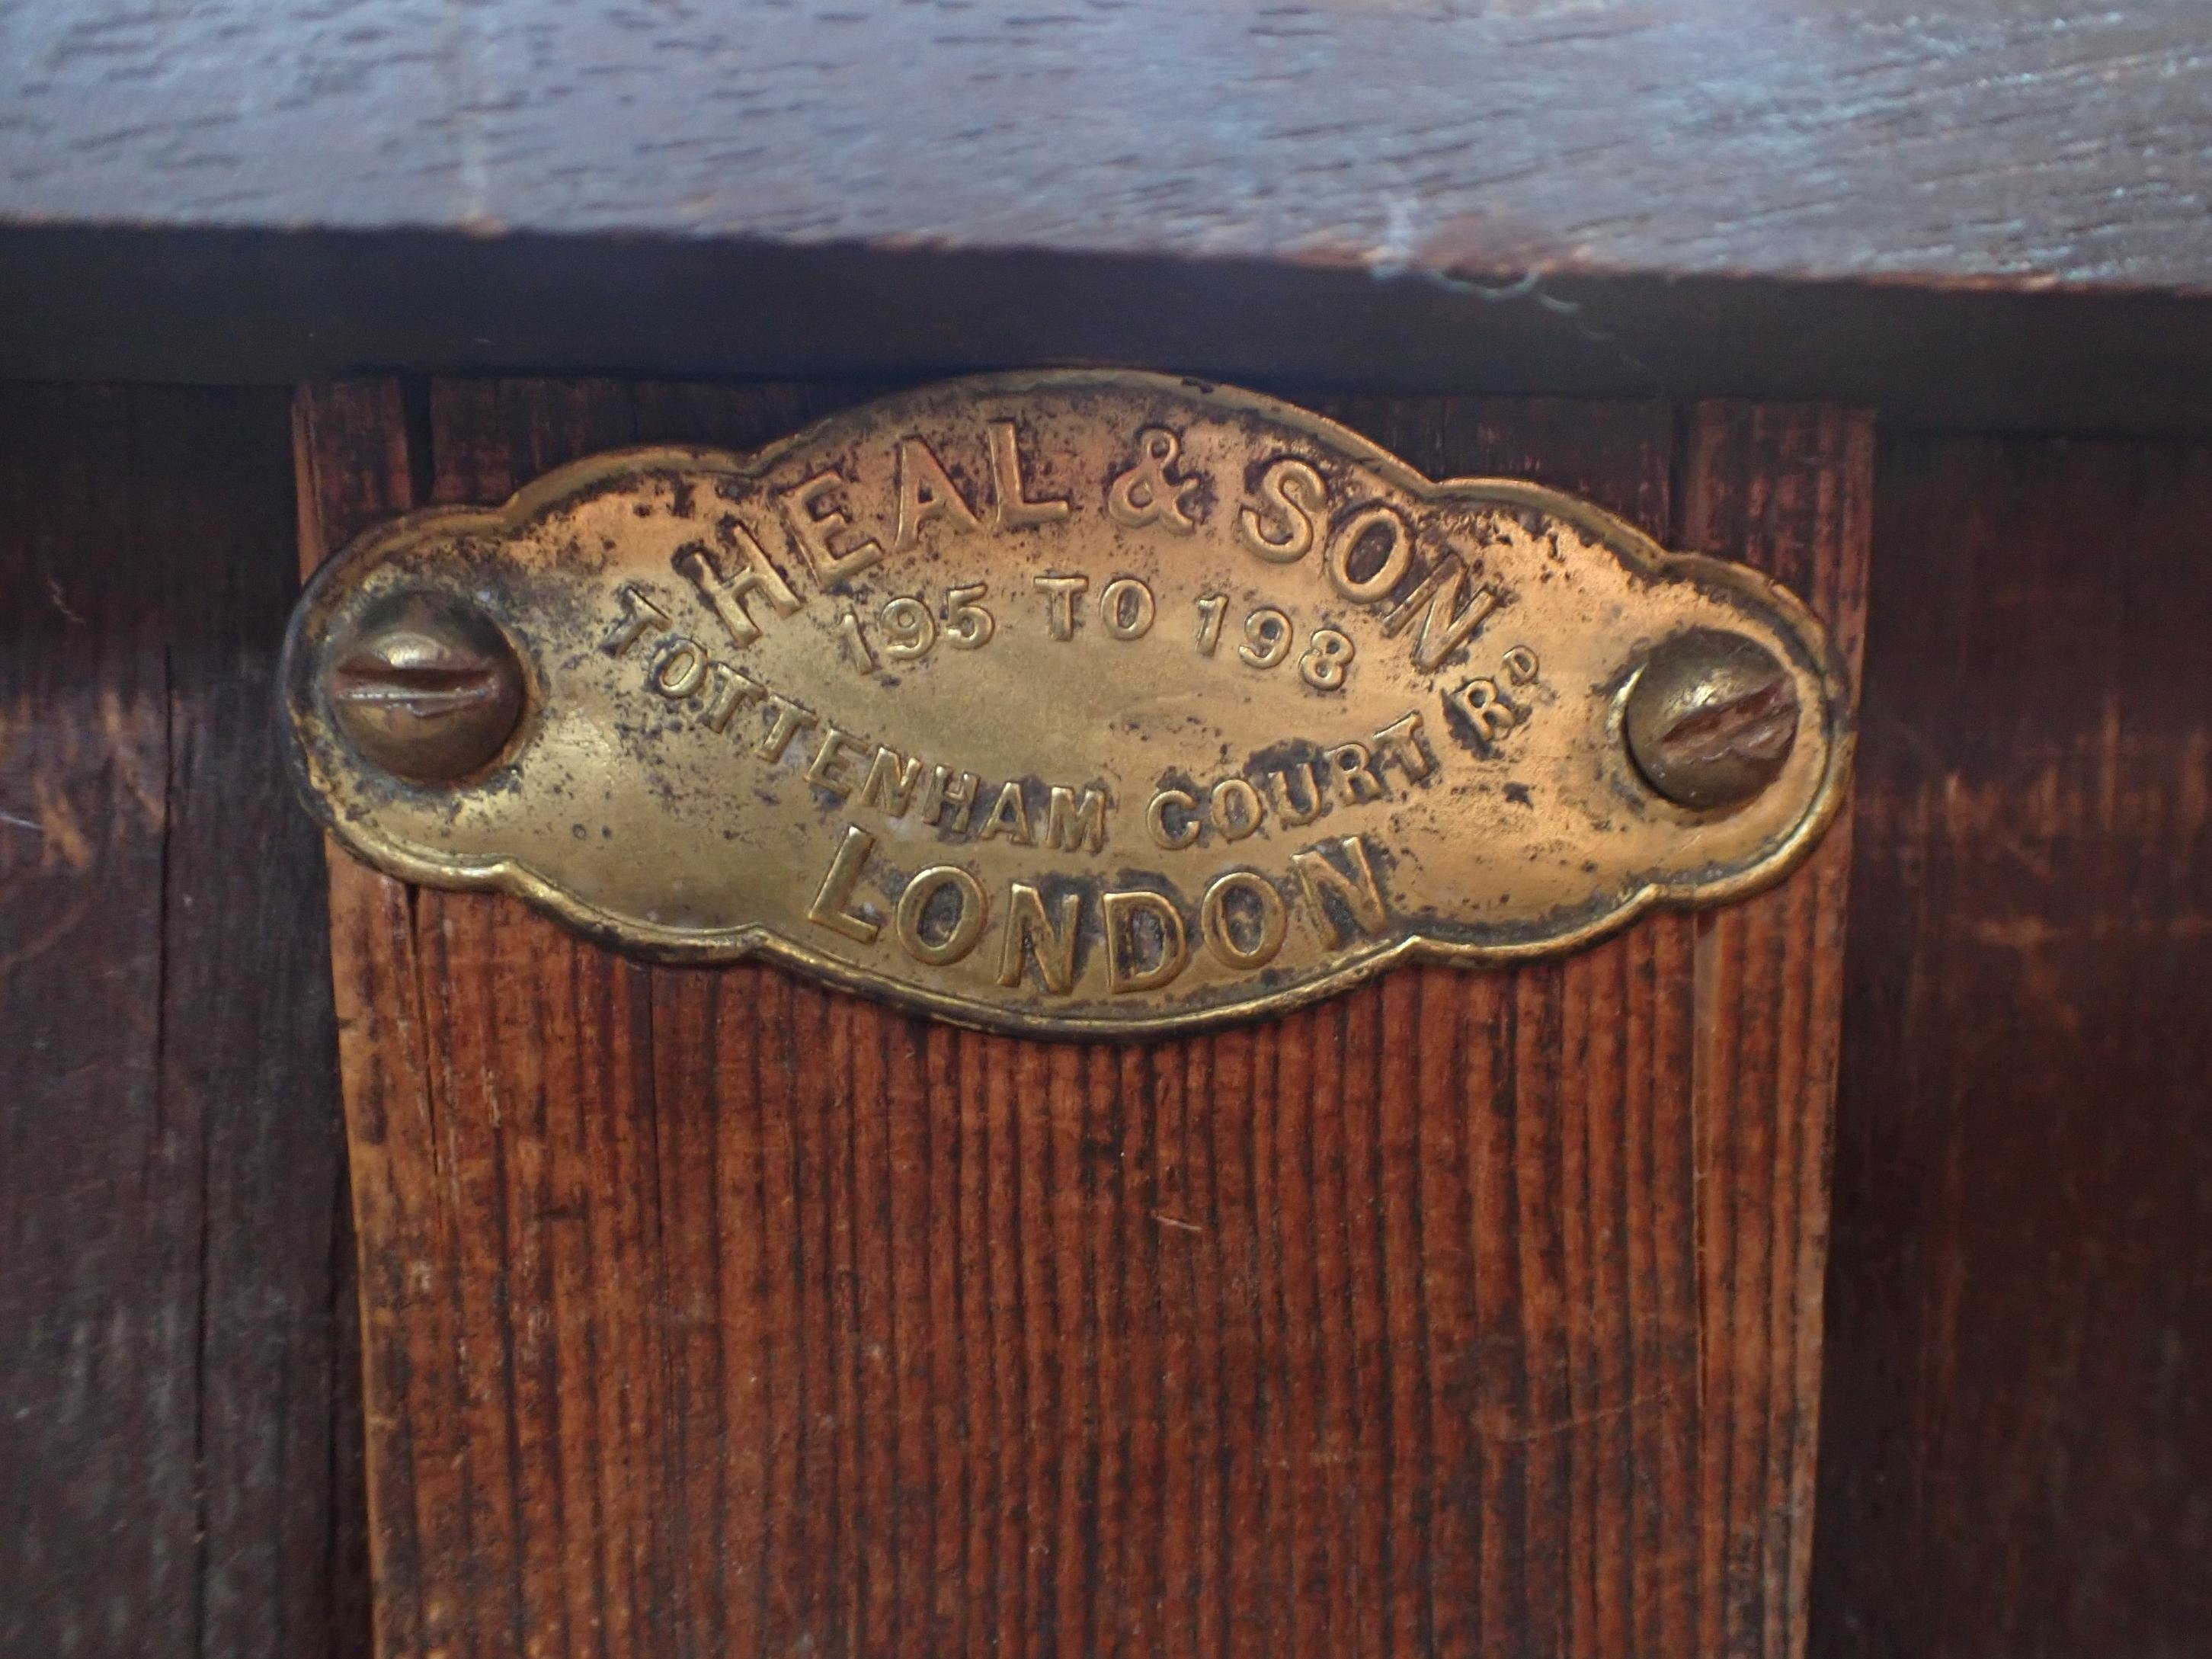 HEAL & SON
195 TO 198
TOTTENHAM COURT RD
LONDON